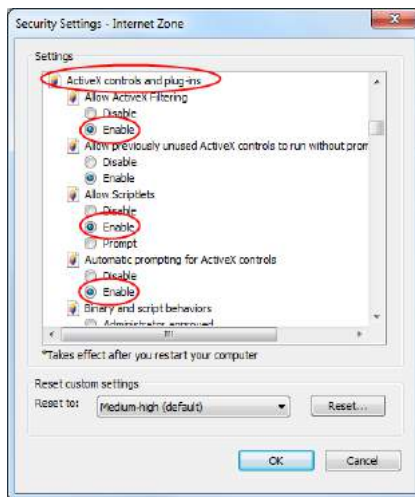 Security Settings - Internet Zone
Settings
ActiveX controls and plug-ins
Allow ActiveX Filtering
Disable
Enable
Allow previously unused ActiveX controls to run without prom
Disable
Enable
Allow Scriptlets
Disable
Enable
Prompt
Automatic prompting for ActiveX controls
Disable
Enable
Binary and script behaviors
Administrator approved
*Takes effect after you restart your computer
Reset custom settings
Reset to:
Medium-high (default)
Reset...
OK
Cancel